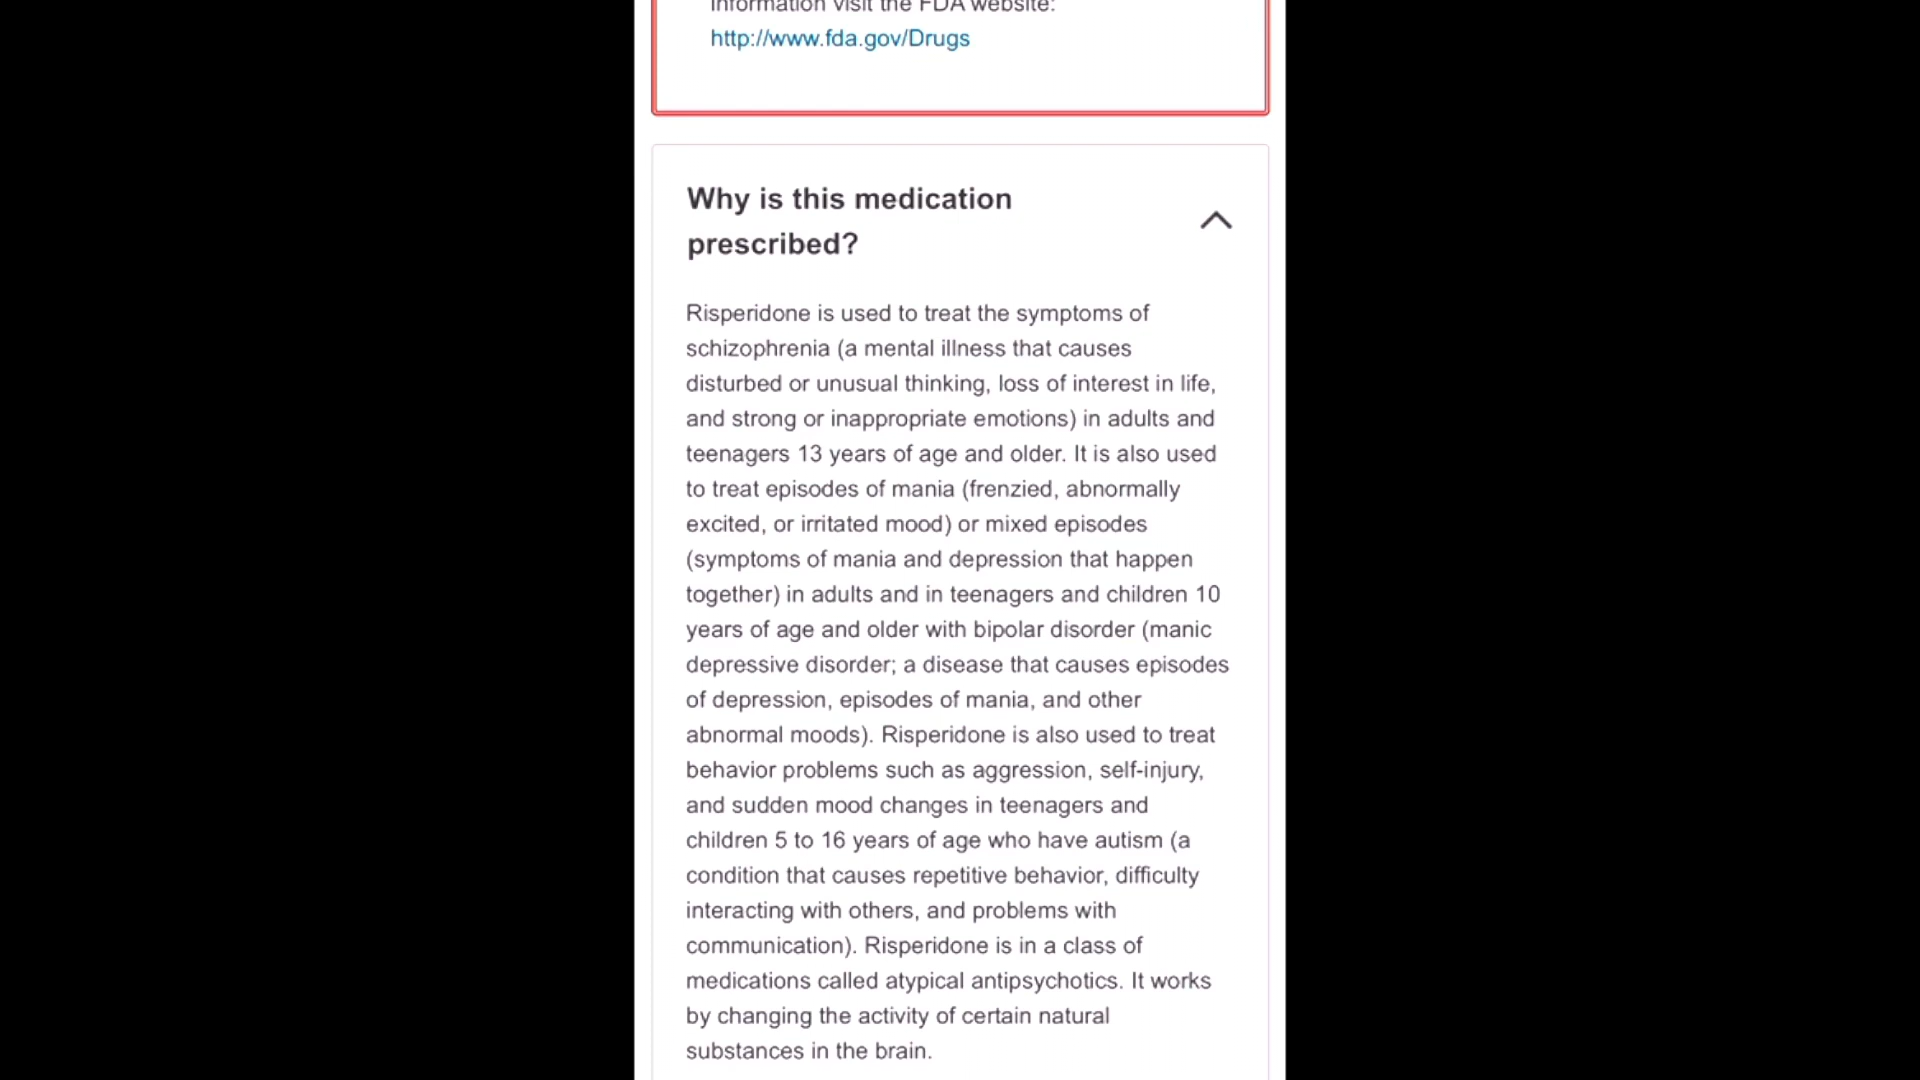 information visit the FDA website:
http://www.fda.gov/Drugs
Why is this medication
prescribed?
Risperidone is used to treat the symptoms of
schizophrenia (a mental illness that causes
disturbed or unusual thinking, loss of interest in life,
and strong or inappropriate emotions) in adults and
teenagers 13 years of age and older. It is also used
to treat episodes of mania (frenzied, abnormally
excited, or irritated mood) or mixed episodes
(symptoms of mania and depression that happen
together) in adults and in teenagers and children 10
years of age and older with bipolar disorder (manic
depressive disorder; a disease that causes episodes
of depression, episodes of mania, and other
abnormal moods). Risperidone is also used to treat
behavior problems such as aggression, self-injury,
and sudden mood changes in teenagers and
children 5 to 16 years of age who have autism (a
condition that causes repetitive behavior, difficulty
interacting with others, and problems with
communication). Risperidone is in a class of
medications called atypical antipsychotics. It works
by changing the activity of certain natural
substances in the brain.